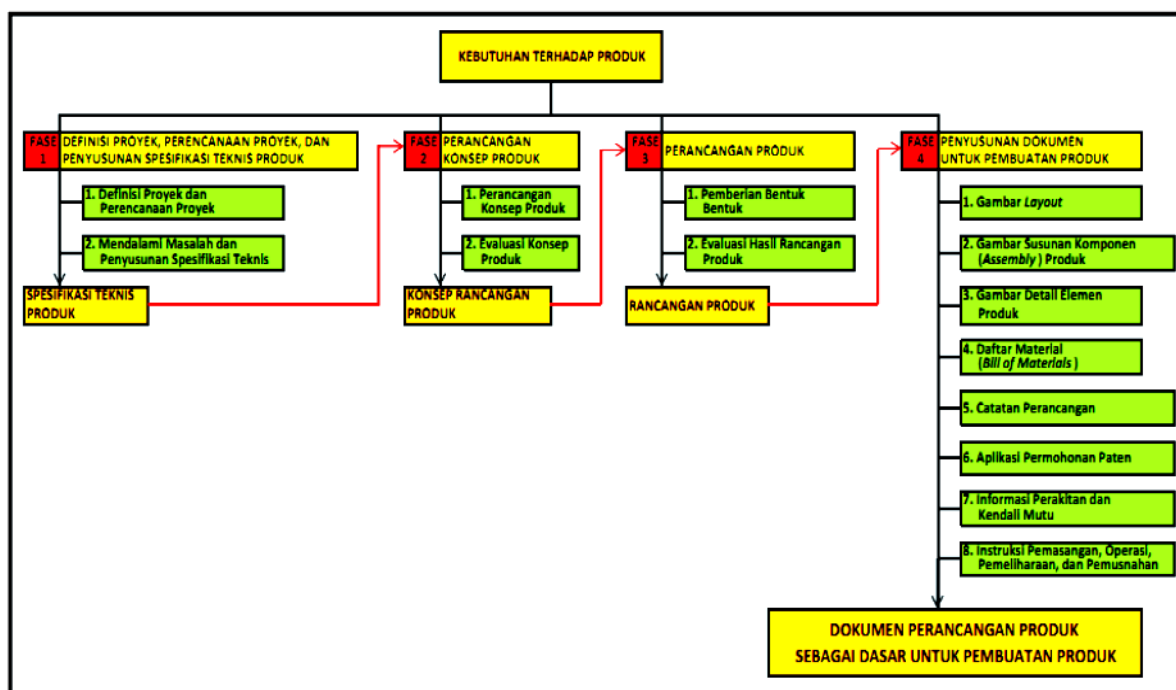 KEBUTUHAN TERHADAP PRODUK
FASE 1
DEFINISI PROYEK, PERENCANAAN PROYEK, DAN
PENYUSUNAN SPESIFIKASI TEKNIS PRODUK
1. Definisi Proyek dan
Perencanaan Proyek
2. Mendalami Masalah dan
Penyusunan Spesifikasi Teknis
SPESIFIKASI TEKNIS
PRODUK
FASE 2
PERANCANGAN
KONSEP PRODUK
1. Perancangan
Konsep Produk
2. Evaluasi Konsep
Produk
KONSEP RANCANGAN
PRODUK
FASE 3
PERANCANGAN PRODUK
1. Pemberian Bentuk
Bentuk
2. Evaluasi Hasil Rancangan
Produk
RANCANGAN PRODUK
FASE 4
PENYUSUNAN DOKUMEN
UNTUK PEMBUATAN PRODUK
1. Gambar Layout
2. Gambar Susunan Komponen
(Assembly) Produk
3. Gambar Detail Elemen
Produk
4. Daftar Material
(Bill of Materials)
5. Catatan Perancangan
6. Aplikasi Permohonan Paten
7. Informasi Perakitan dan
Kendali Mutu
8. Instruksi Pemasangan, Operasi,
Pemeliharaan, dan Pemusnahan
DOKUMEN PERANCANGAN PRODUK
SEBAGAI DASAR UNTUK PEMBUATAN PRODUK